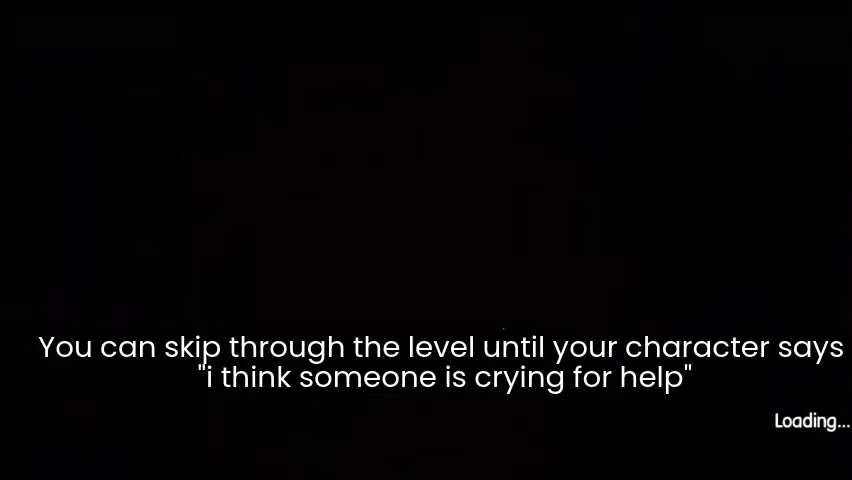 You can skip through the level until your character says
"i think someone is crying for help"
Loading...